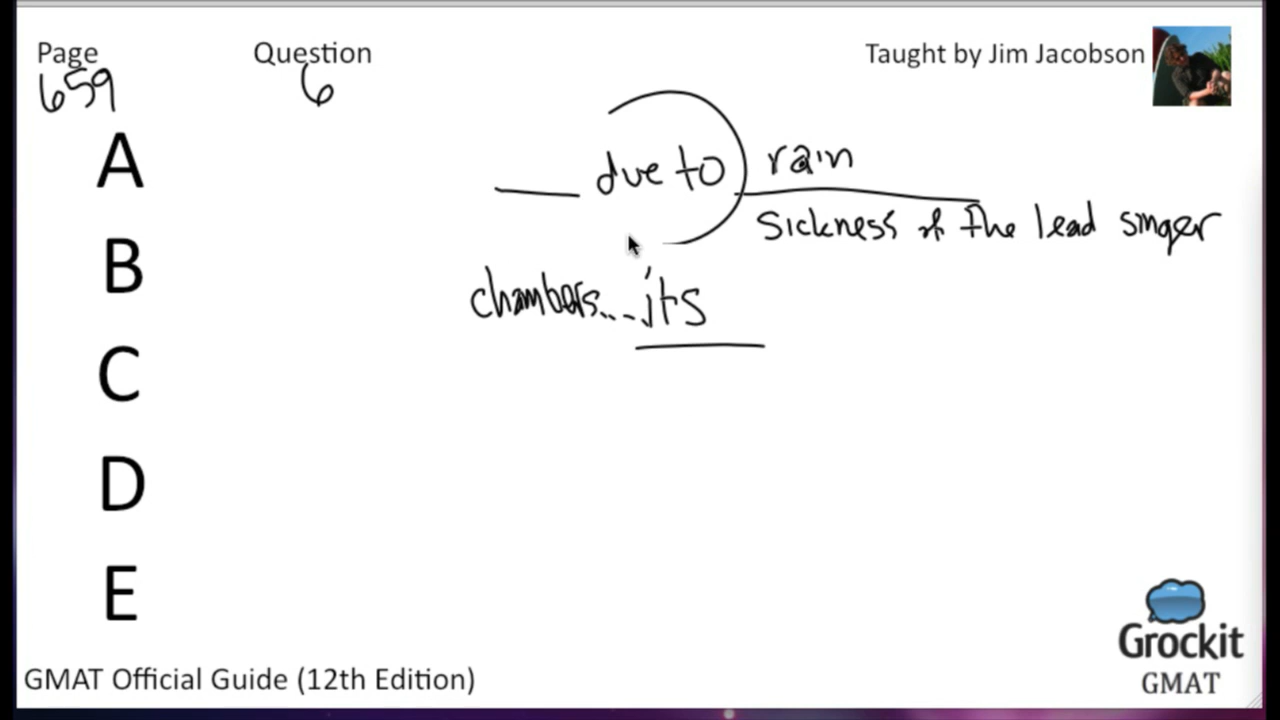 Page Question Taught by Jim Jacobson
659 6
A
due to rain
sickness of the lead singer
B
chambers...its
C
D
E
Grockit
GMAT
GMAT Official Guide (12th Edition)